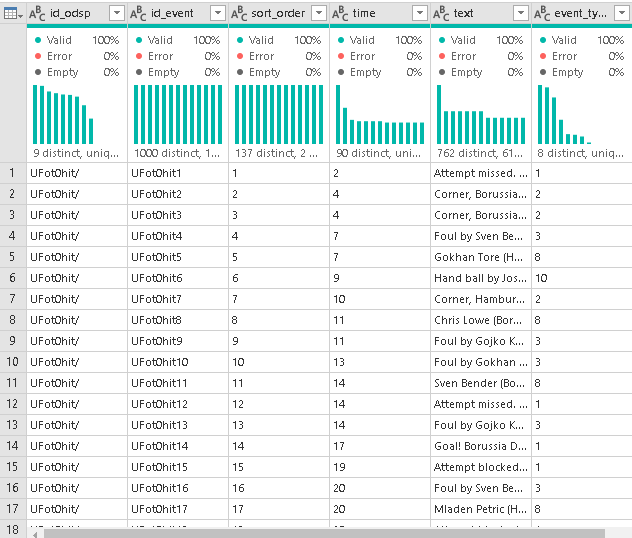 ABC id_odsp ABC id_event ABC sort_order ABC time ABC text ABC event_ty...
Valid 100% Valid 100% Valid 100% Valid 100% Valid 100% Valid 100%
Error 0% Error 0% Error 0% Error 0% Error 0% Error 0%
Empty 0% Empty 0% Empty 0% Empty 0% Empty 0% Empty 0%
9 distinct, uniq... 1000 distinct, 1... 137 distinct, 2 ... 90 distinct, uni... 762 distinct, 61... 8 distinct, uniq...
1 UFot0hit/ UFot0hit1 1 2 Attempt missed. ... 1
2 UFot0hit/ UFot0hit2 2 4 Corner, Borussia... 2
3 UFot0hit/ UFot0hit3 3 4 Corner, Borussia... 2
4 UFot0hit/ UFot0hit4 4 7 Foul by Sven Be... 3
5 UFot0hit/ UFot0hit5 5 7 Gokhan Tore (H... 8
6 UFot0hit/ UFot0hit6 6 9 Hand ball by Jos... 10
7 UFot0hit/ UFot0hit7 7 10 Corner, Hambur... 2
8 UFot0hit/ UFot0hit8 8 11 Chris Lowe (Bor... 8
9 UFot0hit/ UFot0hit9 9 11 Foul by Gojko K... 3
10 UFot0hit/ UFot0hit10 10 13 Foul by Gokhan ... 3
11 UFot0hit/ UFot0hit11 11 14 Sven Bender (Bo... 8
12 UFot0hit/ UFot0hit12 12 14 Attempt missed. ... 1
13 UFot0hit/ UFot0hit13 13 14 Foul by Gojko K... 3
14 UFot0hit/ UFot0hit14 14 17 Goal! Borussia D... 1
15 UFot0hit/ UFot0hit15 15 19 Attempt blocked... 1
16 UFot0hit/ UFot0hit16 16 20 Foul by Sven Be... 3
17 UFot0hit/ UFot0hit17 17 20 Mladen Petric (H... 8
18